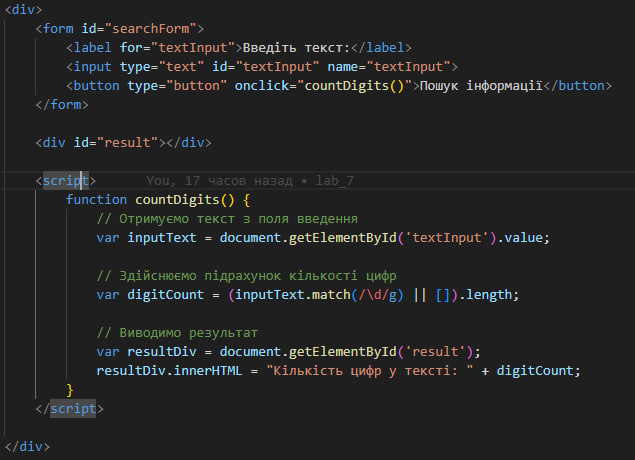 <div>
<form id="searchForm">
<label for="textInput">Введіть текст:</label>
<input type="text" id="textInput" name="textInput">
<button type="button" onclick="countDigits()">Пошук інформації</button>
</form>
<div id="result"></div>
<script> You, 17 часов назад • lab_7
function countDigits() {
// Отримуємо текст з поля введення
var inputText = document.getElementById('textInput').value;
// Здійснюємо підрахунок кількості цифр
var digitCount = (inputText.match(/\d/g) || []).length;
// Виводимо результат
var resultDiv = document.getElementById('result');
resultDiv.innerHTML = "Кількість цифр у тексті: " + digitCount;
}
</script>
</div>